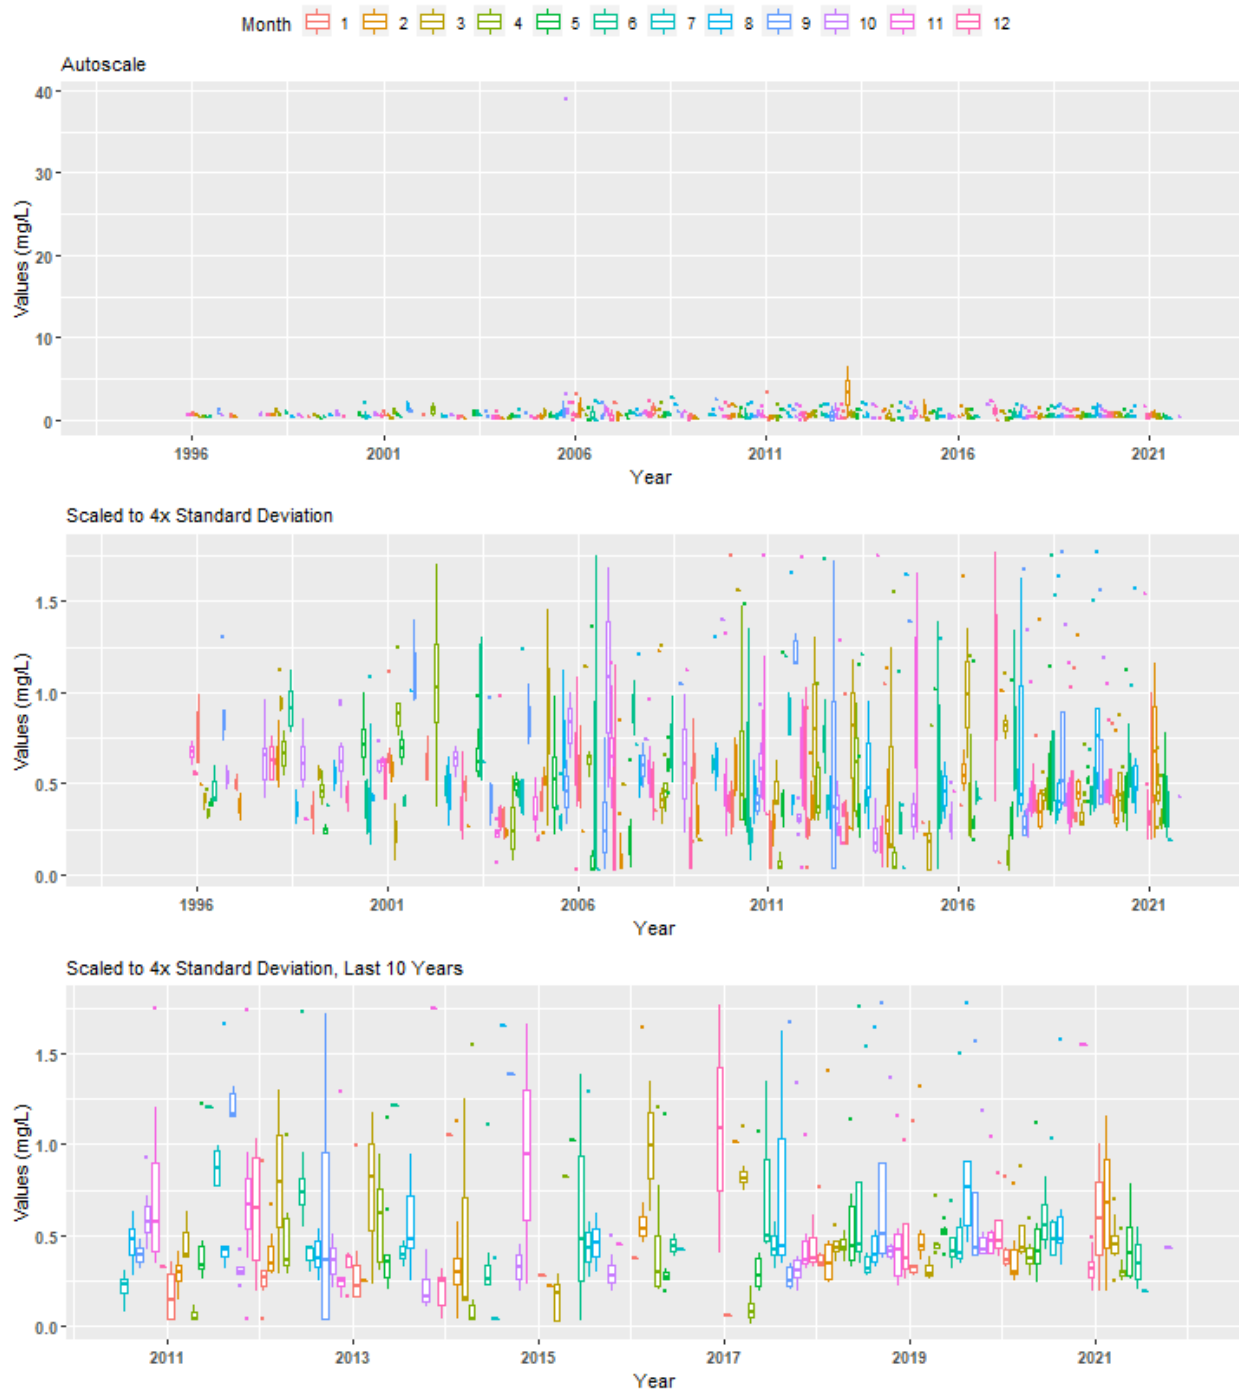 Month 1 2 3 4 5 6 7 8 9 10 11 12
Autoscale
40
30
20
10
0
Values (mg/L)
1996 2001 2006 2011 2016 2021
Year
Scaled to 4x Standard Deviation
1.5
1.0
0.5
0.0
Values (mg/L)
1996 2001 2006 2011 2016 2021
Year
Scaled to 4x Standard Deviation, Last 10 Years
1.5
1.0
0.5
0.0
Values (mg/L)
2011 2013 2015 2017 2019 2021
Year